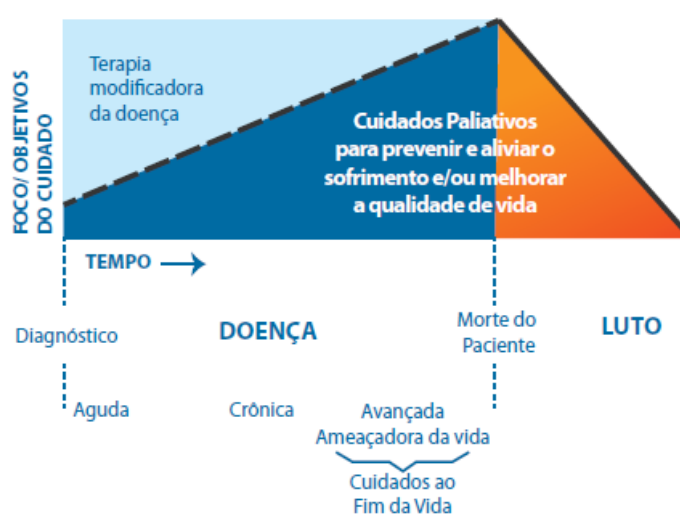 Terapia
modificadora
da doença
Cuidados Paliativos
para prevenir e aliviar o
sofrimento e/ou melhorar
a qualidade de vida
FOCO/ OBJETIVOS
DO CUIDADO
TEMPO
Diagnóstico
DOENÇA
Morte do
Paciente
LUTO
Aguda
Crônica
Avançada
Ameaçadora da vida
Cuidados ao
Fim da Vida